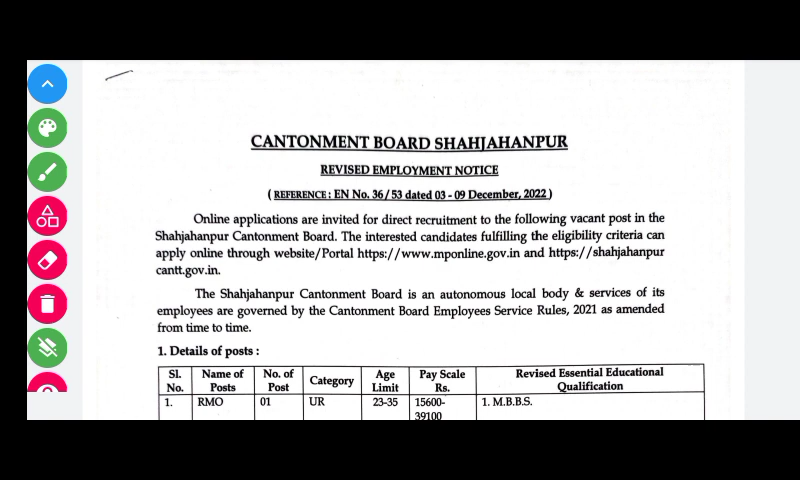 CANTONMENT BOARD SHAHJAHANPUR
REVISED EMPLOYMENT NOTICE
( REFERENCE : EN No. 36 / 53 dated 03 - 09 December, 2022 )
Online applications are invited for direct recruitment to the following vacant post in the
Shahjahanpur Cantonment Board. The interested candidates fulfilling the eligibility criteria can
apply online through website/Portal https://www.mponline.gov.in and https://shahjahanpur
cantt.gov.in.
The Shahjahanpur Cantonment Board is an autonomous local body & services of its
employees are governed by the Cantonment Board Employees Service Rules, 2021 as amended
from time to time.
1. Details of posts :
Sl. No. Name of Posts No. of Post Category Age Limit Pay Scale Rs. Revised Essential Educational Qualification
1. RMO 01 UR 23-35 15600-39100 1. M.B.B.S.